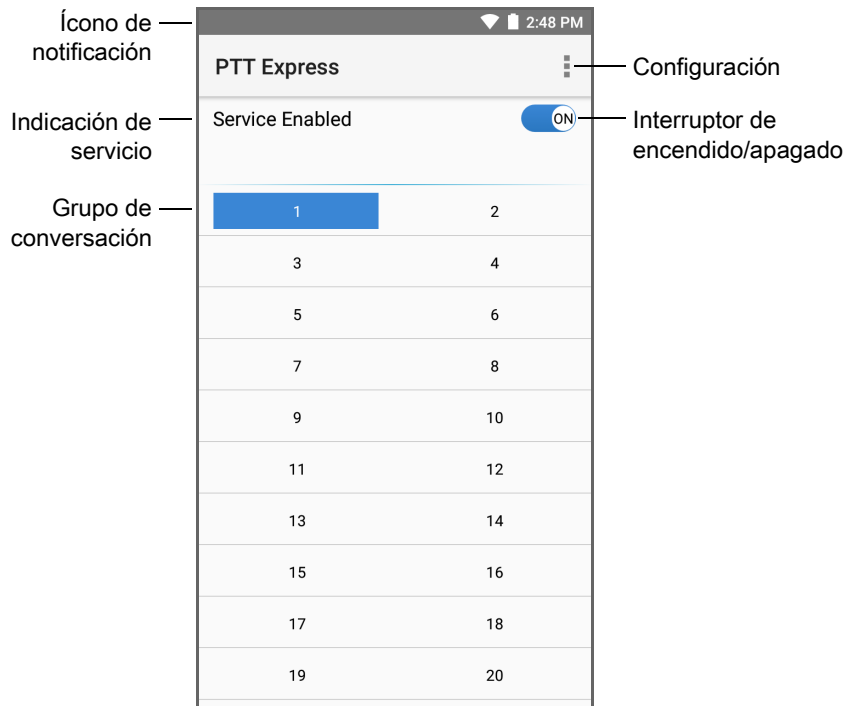 Ícono de
notificación
2:48 PM
PTT Express
Configuración
Indicación de
servicio
Service Enabled
ON
Interruptor de
encendido/apagado
Grupo de
conversación
1 2
3 4
5 6
7 8
9 10
11 12
13 14
15 16
17 18
19 20